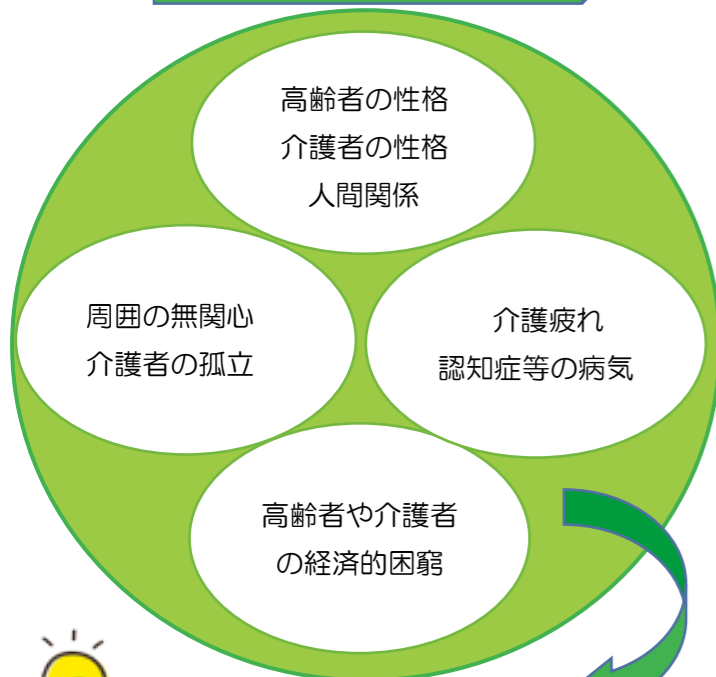 高齢者の性格
介護者の性格
人間関係
周囲の無関心
介護者の孤立
介護疲れ
認知症等の病気
高齢者や介護者
の経済的困窮